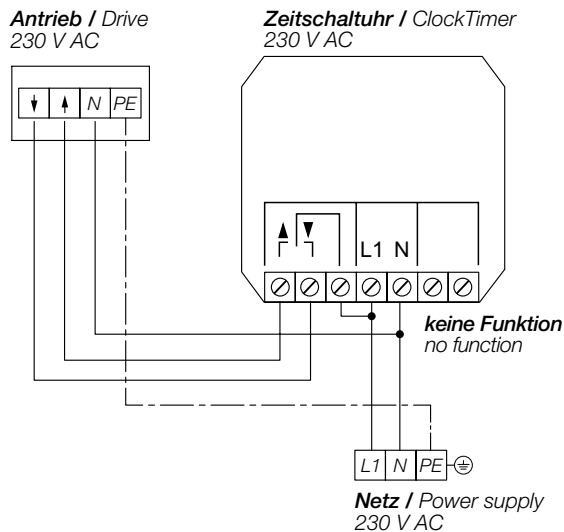 Antrieb / Drive
230 V AC
Zeitschaltuhr / ClockTimer
230 V AC
N PE
L1 N
keine Funktion
no function
L1 N PE
Netz / Power supply
230 V AC